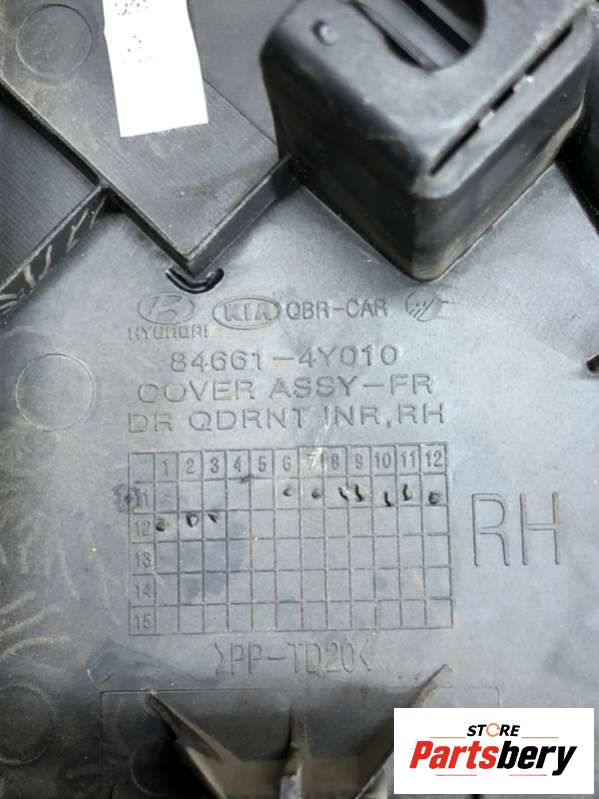 HYUNDAI KIA QBR-CAR
84661-4Y010
COVER ASSY-FR
DR QDRNT INR,RH
1 2 3 4 5 6 7 8 9 10 11 12
11
12
13
14
15
RH
>PP-TD20<
STORE
Partsbery